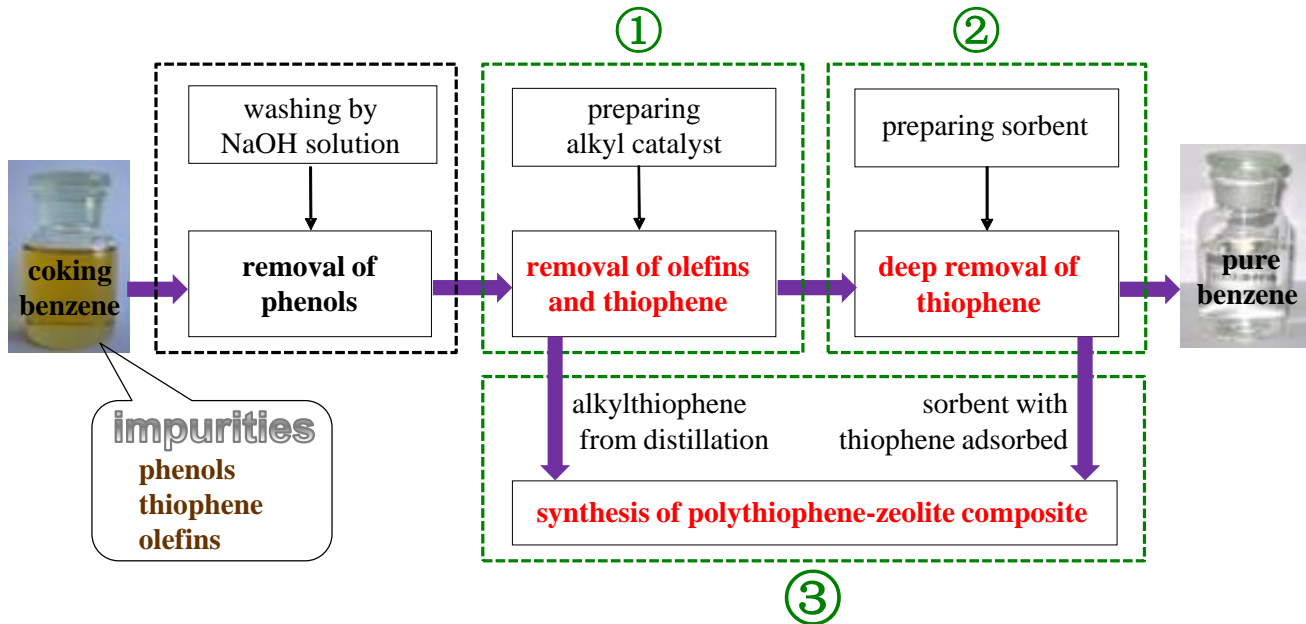 ①
②
washing by
NaOH solution
preparing
alkyl catalyst
preparing sorbent
coking
benzene
removal of
phenols
removal of olefins
and thiophene
deep removal of
thiophene
pure
benzene
impurities
phenols
thiophene
olefins
alkylthiophene
from distillation
sorbent with
thiophene adsorbed
synthesis of polythiophene-zeolite composite
③